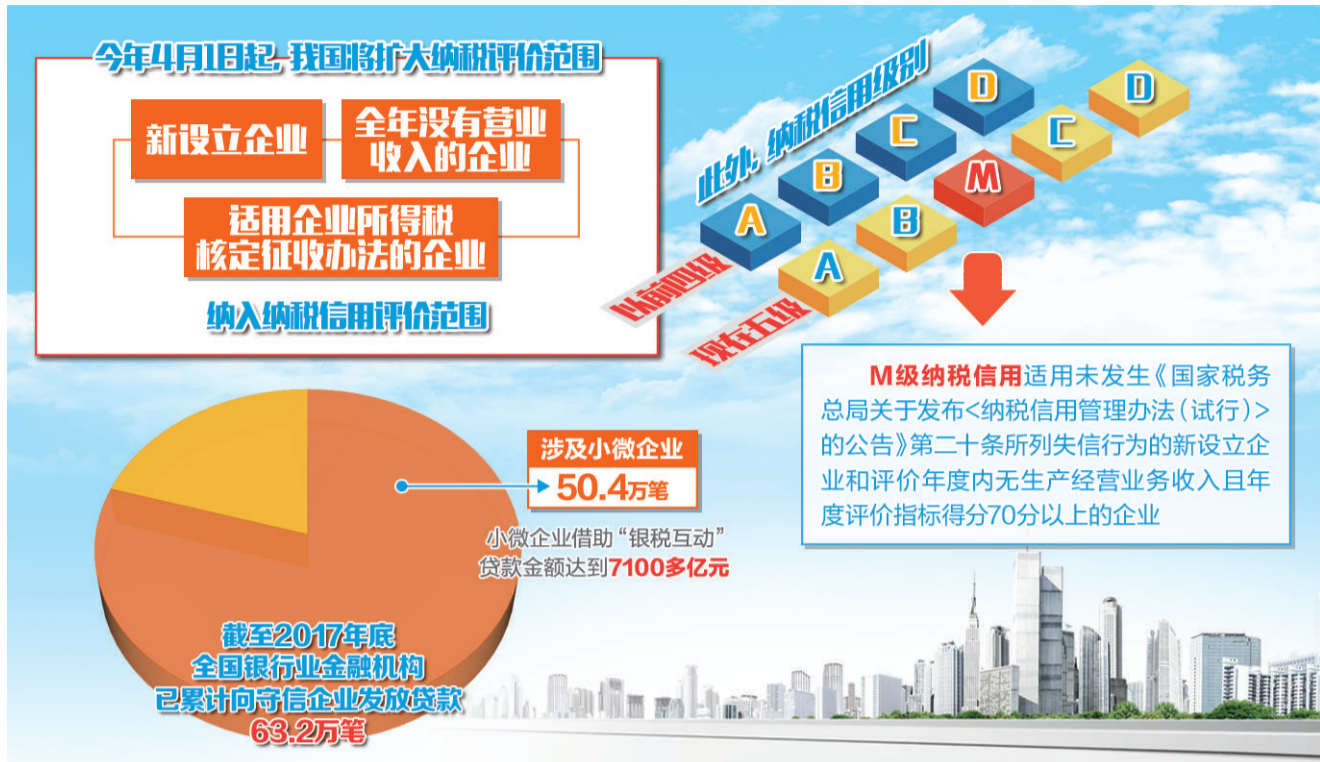 今年4月1日起,我国将扩大纳税评价范围
新设立企业
全年没有营业
收入的企业
适用企业所得税
核定征收办法的企业
纳入纳税信用评价范围
此外,纳税信用级别
以前四级
A
B
C
D
现在五级
A
B
M
C
D
M级纳税信用适用未发生《国家税务
总局关于发布<纳税信用管理办法(试行)>
的公告》第二十条所列失信行为的新设立企
业和评价年度内无生产经营业务收入且年
度评价指标得分70分以上的企业
涉及小微企业
50.4万笔
小微企业借助“银税互动”
贷款金额达到7100多亿元
截至2017年底
全国银行业金融机构
已累计向守信企业发放贷款
63.2万笔